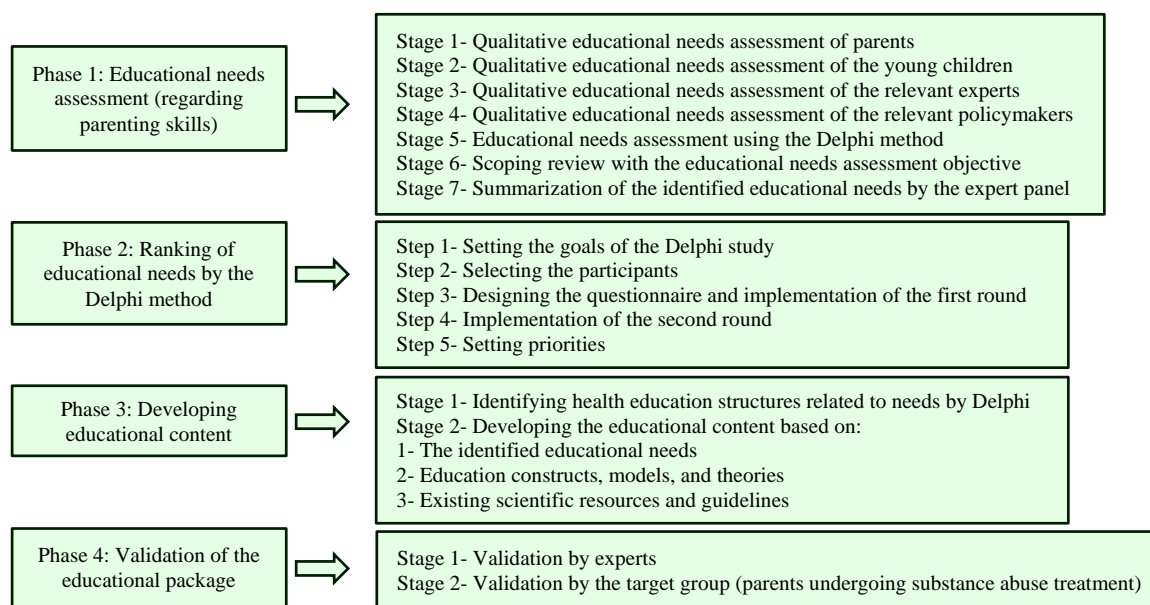 Phase 1: Educational needs
assessment (regarding
parenting skills)
Stage 1- Qualitative educational needs assessment of parents
Stage 2- Qualitative educational needs assessment of the young children
Stage 3- Qualitative educational needs assessment of the relevant experts
Stage 4- Qualitative educational needs assessment of the relevant policymakers
Stage 5- Educational needs assessment using the Delphi method
Stage 6- Scoping review with the educational needs assessment objective
Stage 7- Summarization of the identified educational needs by the expert panel
Phase 2: Ranking of
educational needs by the
Delphi method
Step 1- Setting the goals of the Delphi study
Step 2- Selecting the participants
Step 3- Designing the questionnaire and implementation of the first round
Step 4- Implementation of the second round
Step 5- Setting priorities
Phase 3: Developing
educational content
Stage 1- Identifying health education structures related to needs by Delphi
Stage 2- Developing the educational content based on:
1- The identified educational needs
2- Education constructs, models, and theories
3- Existing scientific resources and guidelines
Phase 4: Validation of the
educational package
Stage 1- Validation by experts
Stage 2- Validation by the target group (parents undergoing substance abuse treatment)